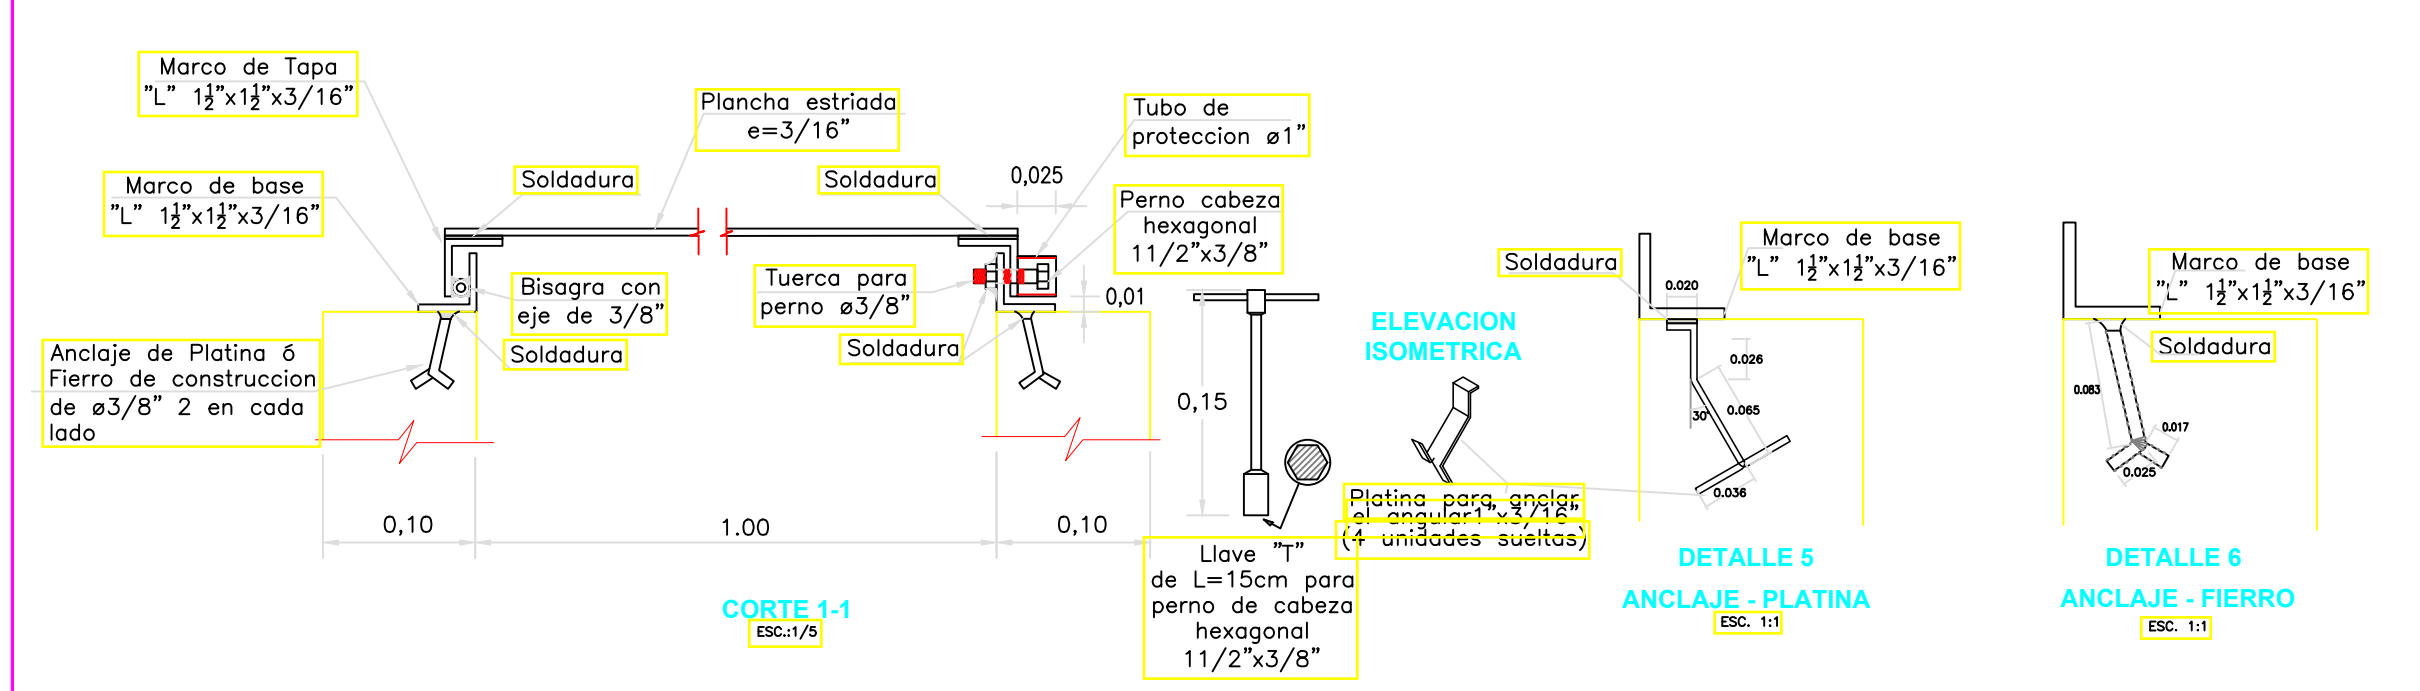 Marco de Tapa
"L" 1½"x1½"x3/16"
Plancha estriada
e=3/16"
Tubo de
proteccion ø1"
Marco de base
"L" 1½"x1½"x3/16"
Soldadura
Soldadura
0,025
Perno cabeza
hexagonal
11/2"x3/8"
Bisagra con
eje de 3/8"
Tuerca para
perno ø3/8"
0,01
Soldadura
Soldadura
Anclaje de Platina ó
Fierro de construccion
de ø3/8" 2 en cada
lado
0,10
1.00
0,10
CORTE 1-1
ESC.:1/5
0,15
Llave "T"
de L=15cm para
perno de cabeza
hexagonal
11/2"x3/8"
ELEVACION
ISOMETRICA
Platina para anclar
el angular1"x3/16"
(4 unidades sueltas)
Soldadura
Marco de base
"L" 1½"x1½"x3/16"
0.020
0.026
0.065
30°
0.036
DETALLE 5
ANCLAJE - PLATINA
ESC. 1:1
Marco de base
"L" 1½"x1½"x3/16"
Soldadura
0.083
0.017
0.025
DETALLE 6
ANCLAJE - FIERRO
ESC. 1:1